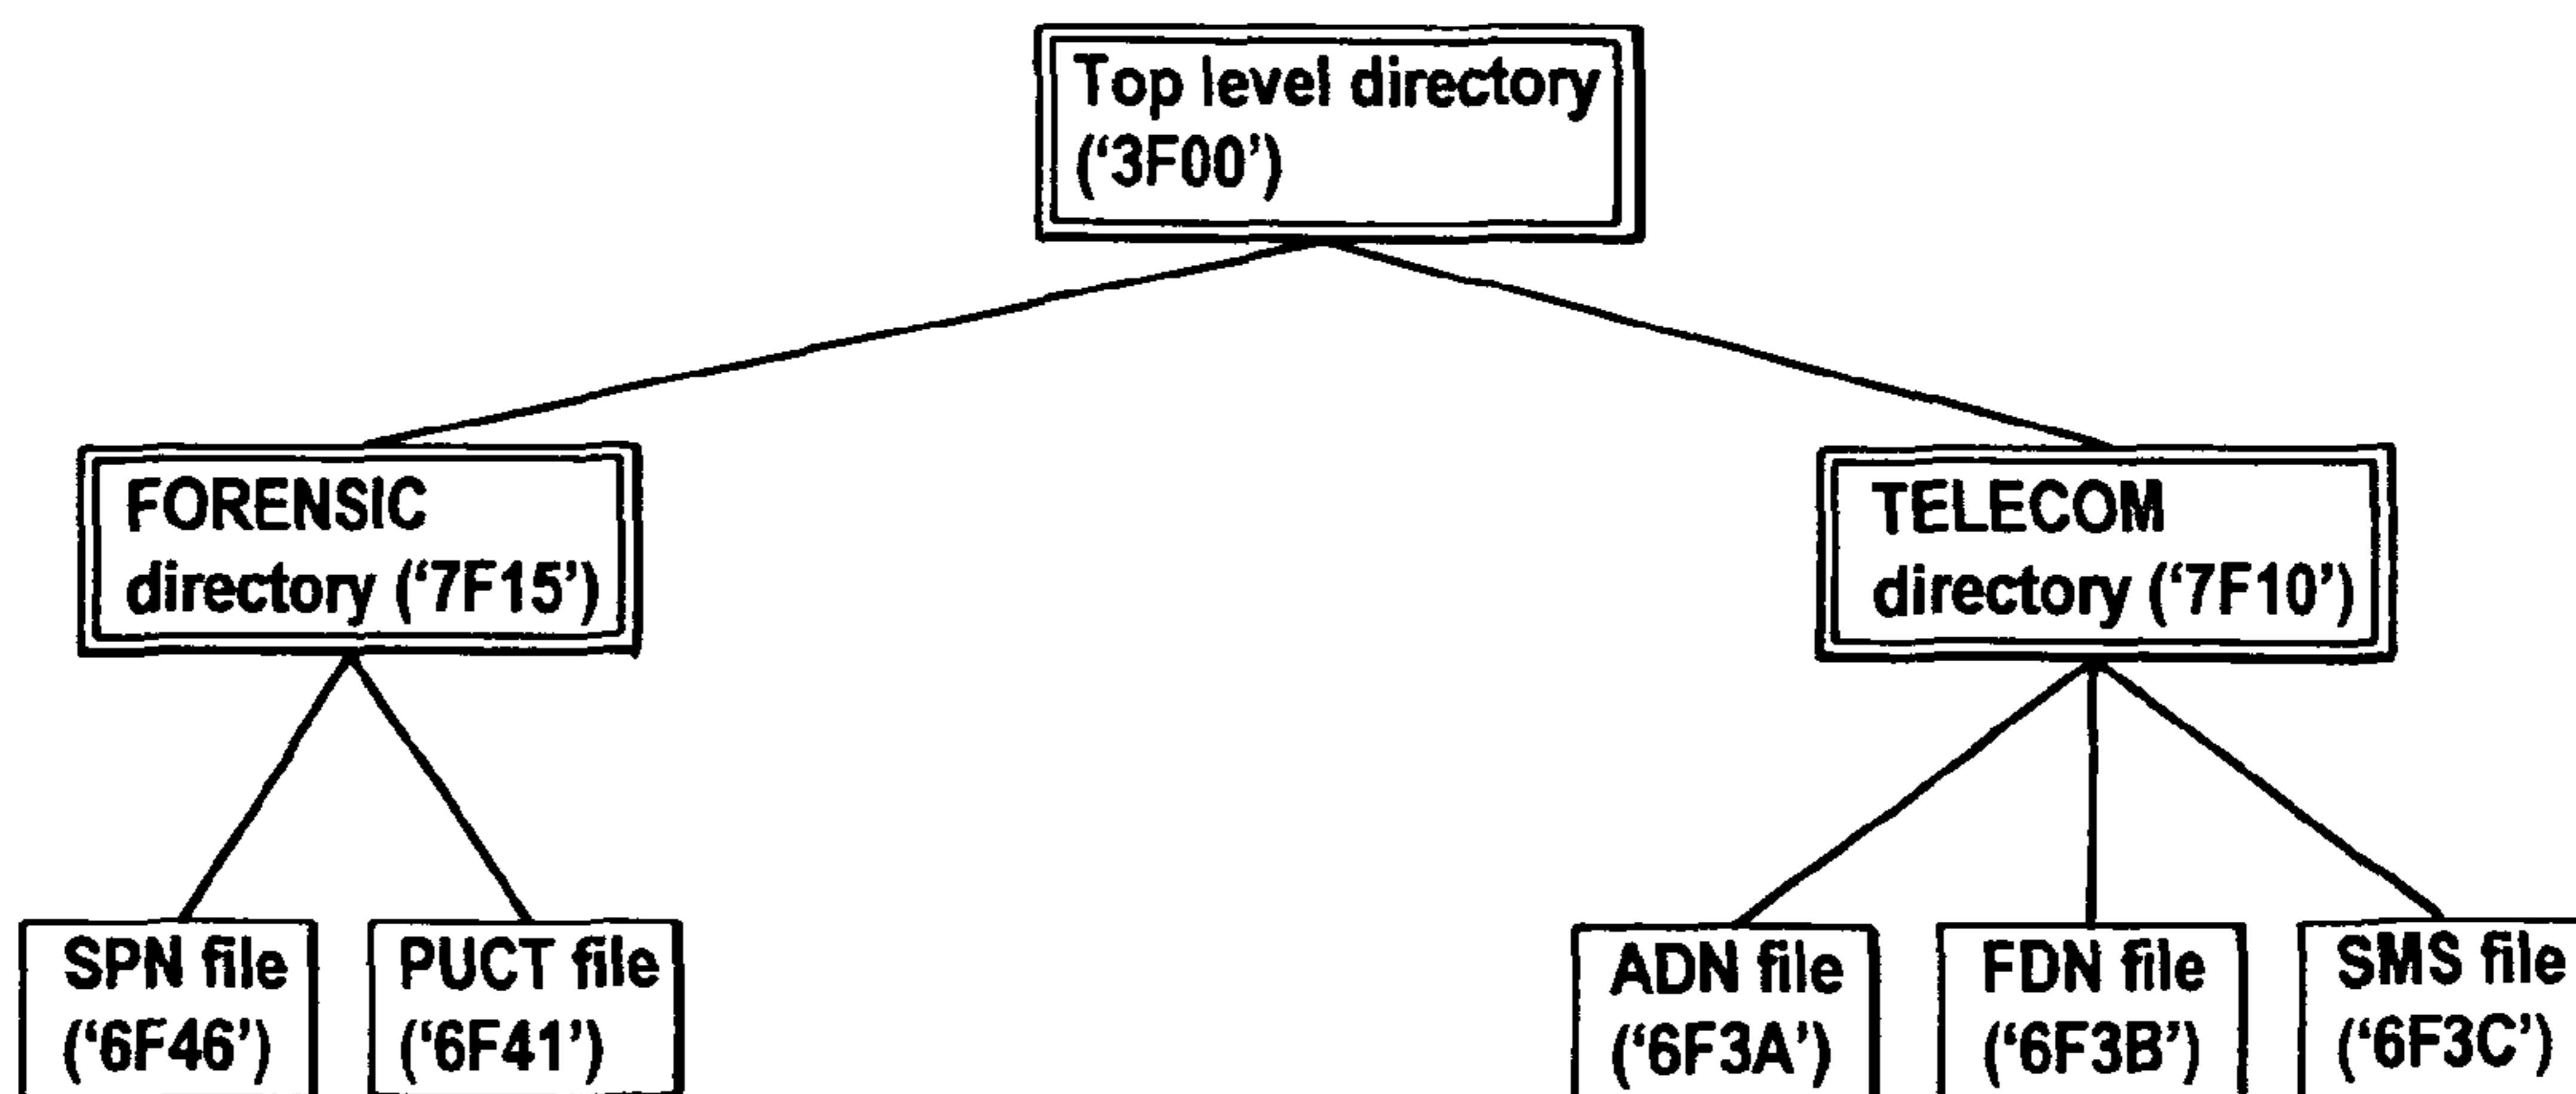 Top level directory
(‘3F00’)
FORENSIC
directory (‘7F15’)
TELECOM
directory (‘7F10’)
SPN file
(‘6F46’)
PUCT file
(‘6F41’)
ADN file
(‘6F3A’)
FDN file
(‘6F3B’)
SMS file
(‘6F3C’)